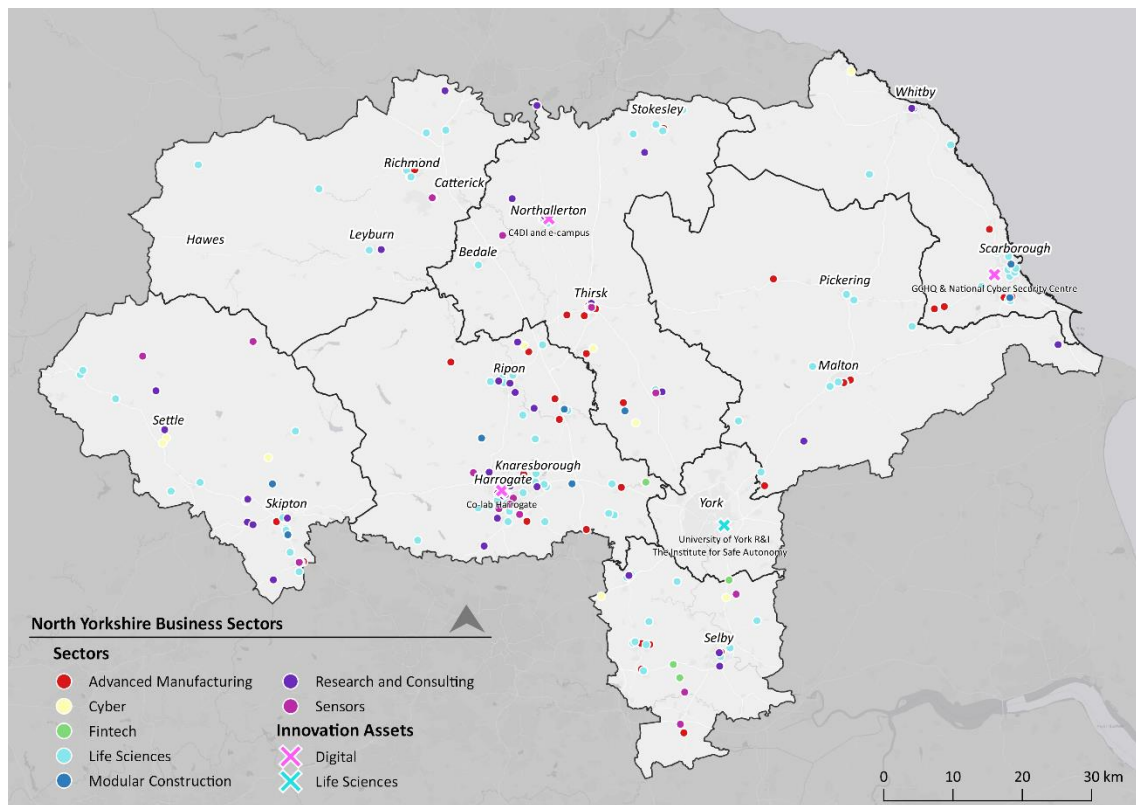 Whitby
Stokesley
Richmond
Catterick
Northallerton
C4DI and e-campus
Leyburn
Hawes
Bedale
Scarborough
GCHQ & National Cyber Security Centre
Pickering
Thirsk
Malton
Ripon
Settle
Knaresborough
Harrogate
Co-lab Harrogate
Skipton
York
University of York R&I
The Institute for Safe Autonomy
Selby
North Yorkshire Business Sectors
Sectors
Advanced Manufacturing
Cyber
Fintech
Life Sciences
Modular Construction
Research and Consulting
Sensors
Innovation Assets
Digital
Life Sciences
0 10 20 30 km